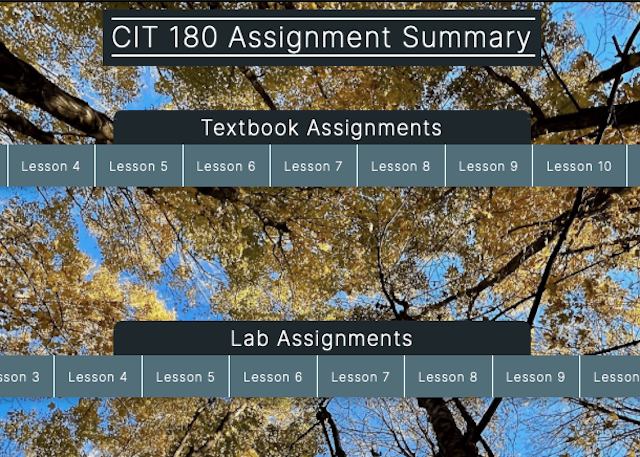 CIT 180 Assignment Summary
Textbook Assignments
Lesson 4 Lesson 5 Lesson 6 Lesson 7 Lesson 8 Lesson 9 Lesson 10
Lab Assignments
sson 3 Lesson 4 Lesson 5 Lesson 6 Lesson 7 Lesson 8 Lesson 9 Lesson